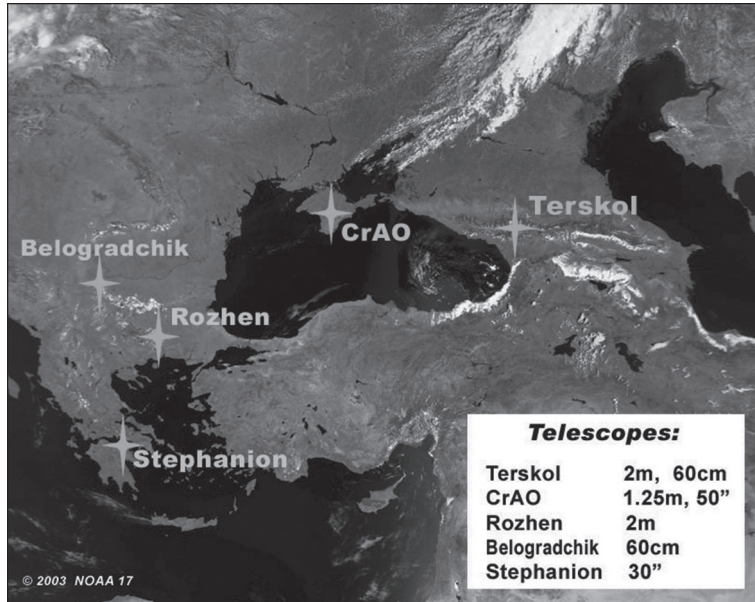 Terskol
CrAO
Belogradchik
Rozhen
Stephanion
Telescopes:
Terskol 2m, 60cm
CrAO 1.25m, 50”
Rozhen 2m
Belogradchik 60cm
Stephanion 30”
© 2003 NOAA 17